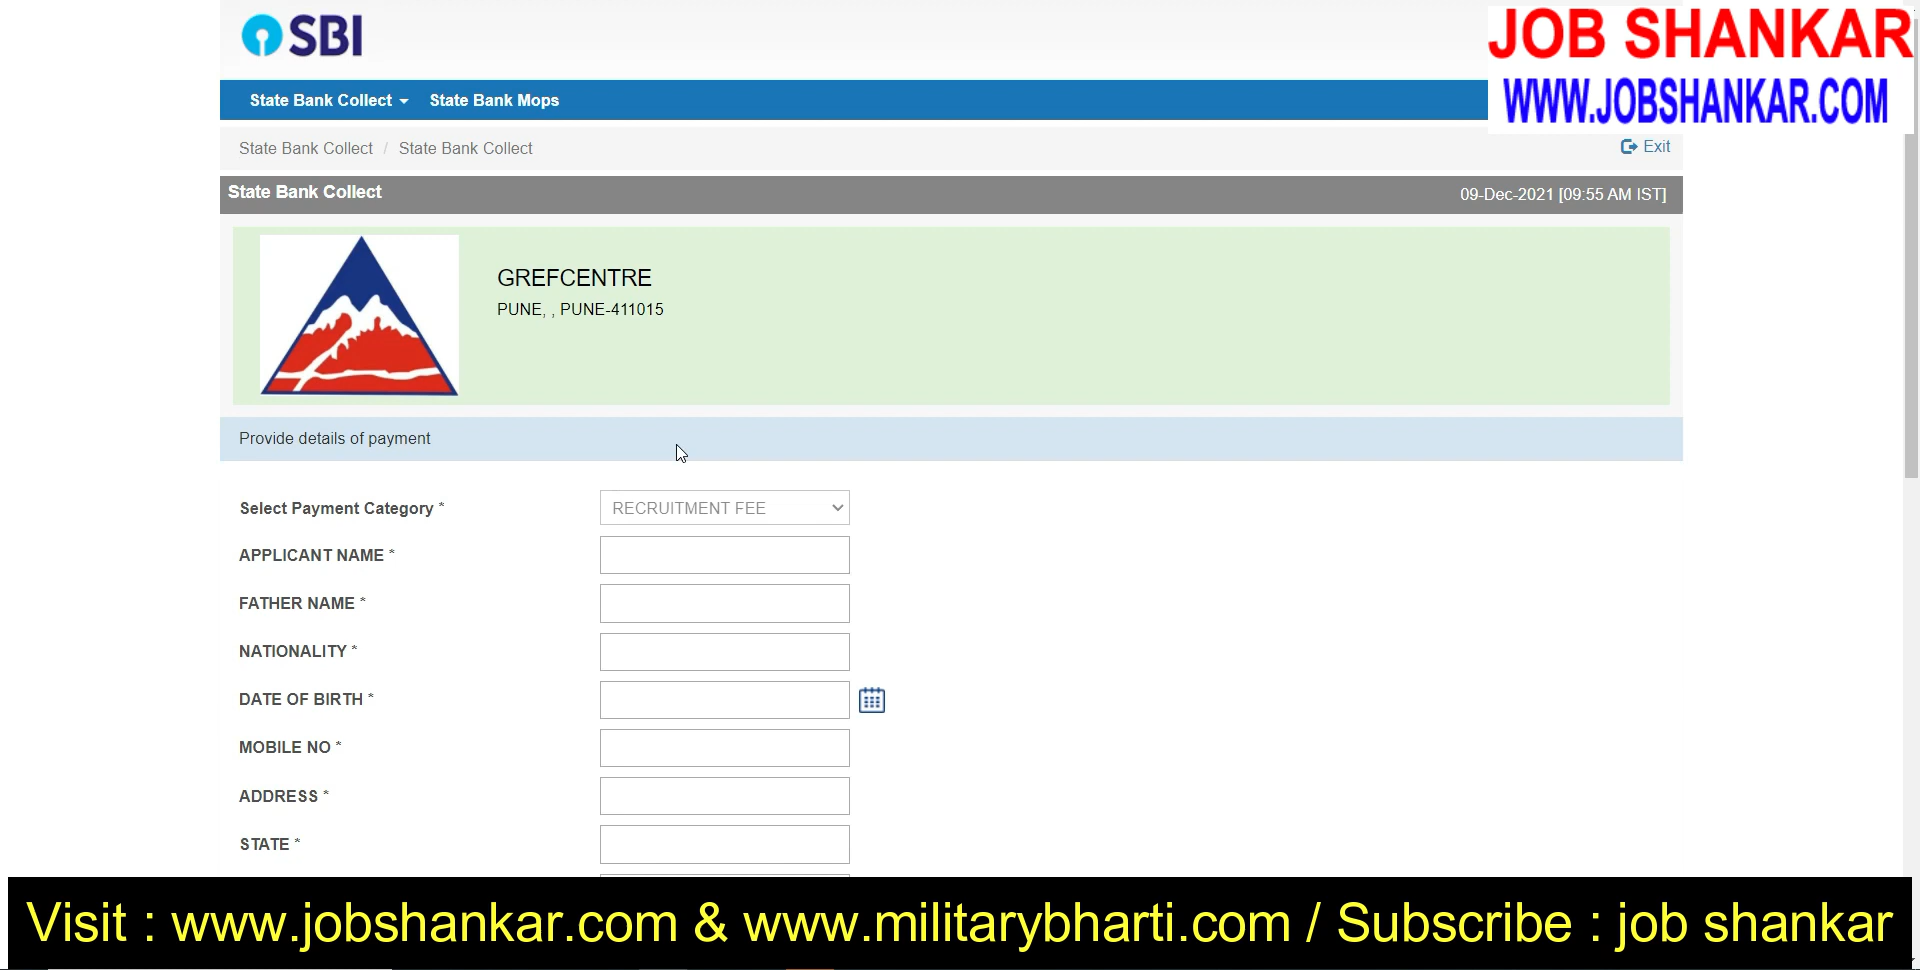 SBI
JOB SHANKAR
WWW.JOBSHANKAR.COM
State Bank Collect State Bank Mops
State Bank Collect / State Bank Collect
Exit
State Bank Collect
09-Dec-2021 [09:55 AM IST]
GREFCENTRE
PUNE, , PUNE-411015
Provide details of payment
Select Payment Category *
RECRUITMENT FEE
APPLICANT NAME *
FATHER NAME *
NATIONALITY *
DATE OF BIRTH *
MOBILE NO *
ADDRESS *
STATE *
Visit : www.jobshankar.com & www.militarybharti.com / Subscribe : job shankar